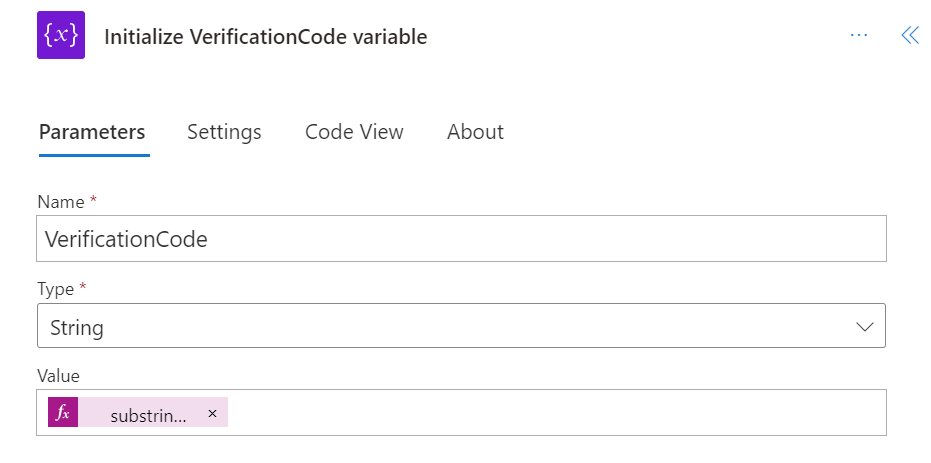 {x} Initialize VerificationCode variable ...
Parameters Settings Code View About
Name *
VerificationCode
Type *
String
Value
fx substrin... ×